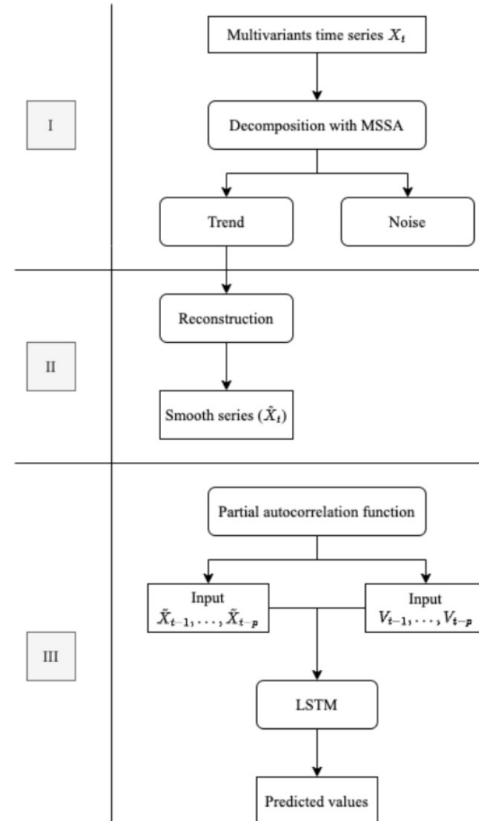 Multivariants time series X_t
I
Decomposition with MSSA
Trend
Noise
Reconstruction
II
Smooth series (X̃_t)
Partial autocorrelation function
Input
X̃_{t−1}, . . . , X̃_{t−p}
Input
V_{t−1}, . . . , V_{t−p}
III
LSTM
Predicted values